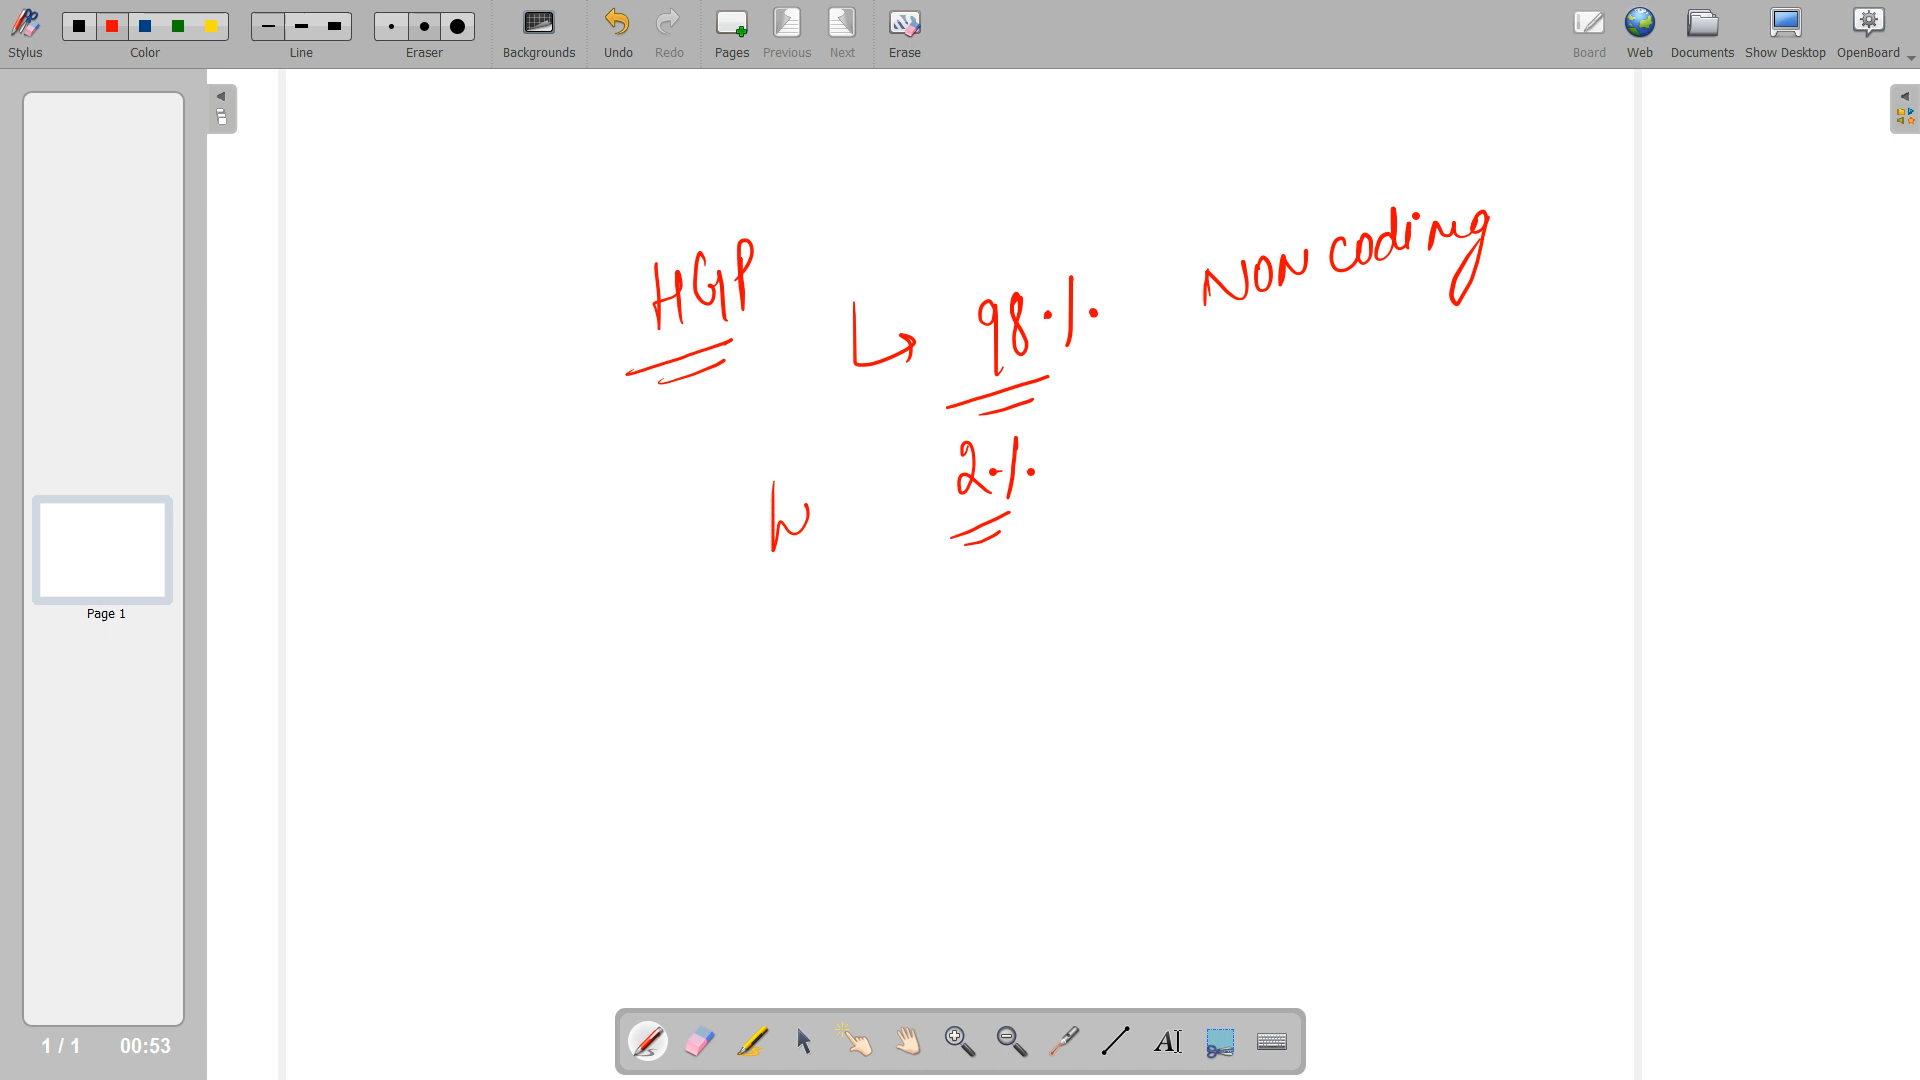 Stylus Color Line Eraser Backgrounds Undo Redo Pages Previous Next Erase Board Web Documents Show Desktop OpenBoard
NON coding
HGP 98%
2%
Page 1
1 / 1 00:53
AI